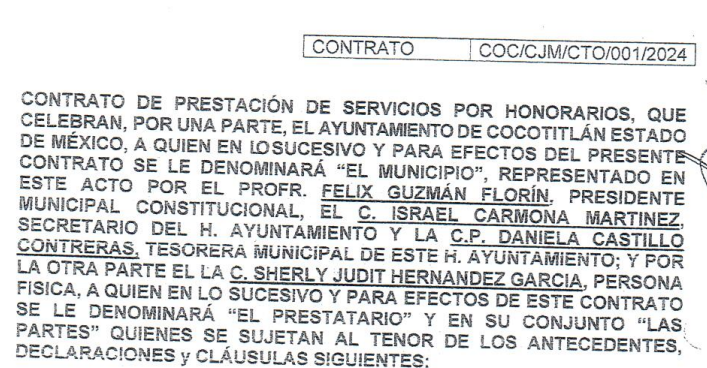 CONTRATO COC/CJM/CTO/001/2024
CONTRATO DE PRESTACIÓN DE SERVICIOS POR HONORARIOS, QUE
CELEBRAN, POR UNA PARTE, EL AYUNTAMIENTO DE COCOTITLÁN ESTADO
DE MÉXICO, A QUIEN EN LO SUCESIVO Y PARA EFECTOS DEL PRESENTE
CONTRATO SE LE DENOMINARÁ "EL MUNICIPIO", REPRESENTADO EN
ESTE ACTO POR EL PROFR. FELIX GUZMÁN FLORÍN, PRESIDENTE
MUNICIPAL CONSTITUCIONAL, EL C. ISRAEL CARMONA MARTINEZ,
SECRETARIO DEL H. AYUNTAMIENTO Y LA C.P. DANIELA CASTILLO
CONTRERAS, TESORERA MUNICIPAL DE ESTE H. AYUNTAMIENTO; Y POR
LA OTRA PARTE EL LA C. SHERLY JUDIT HERNANDEZ GARCIA, PERSONA
FISICA, A QUIEN EN LO SUCESIVO Y PARA EFECTOS DE ESTE CONTRATO
SE LE DENOMINARÁ "EL PRESTATARIO" Y EN SU CONJUNTO "LAS
PARTES" QUIENES SE SUJETAN AL TENOR DE LOS ANTECEDENTES,
DECLARACIONES y CLÁUSULAS SIGUIENTES: